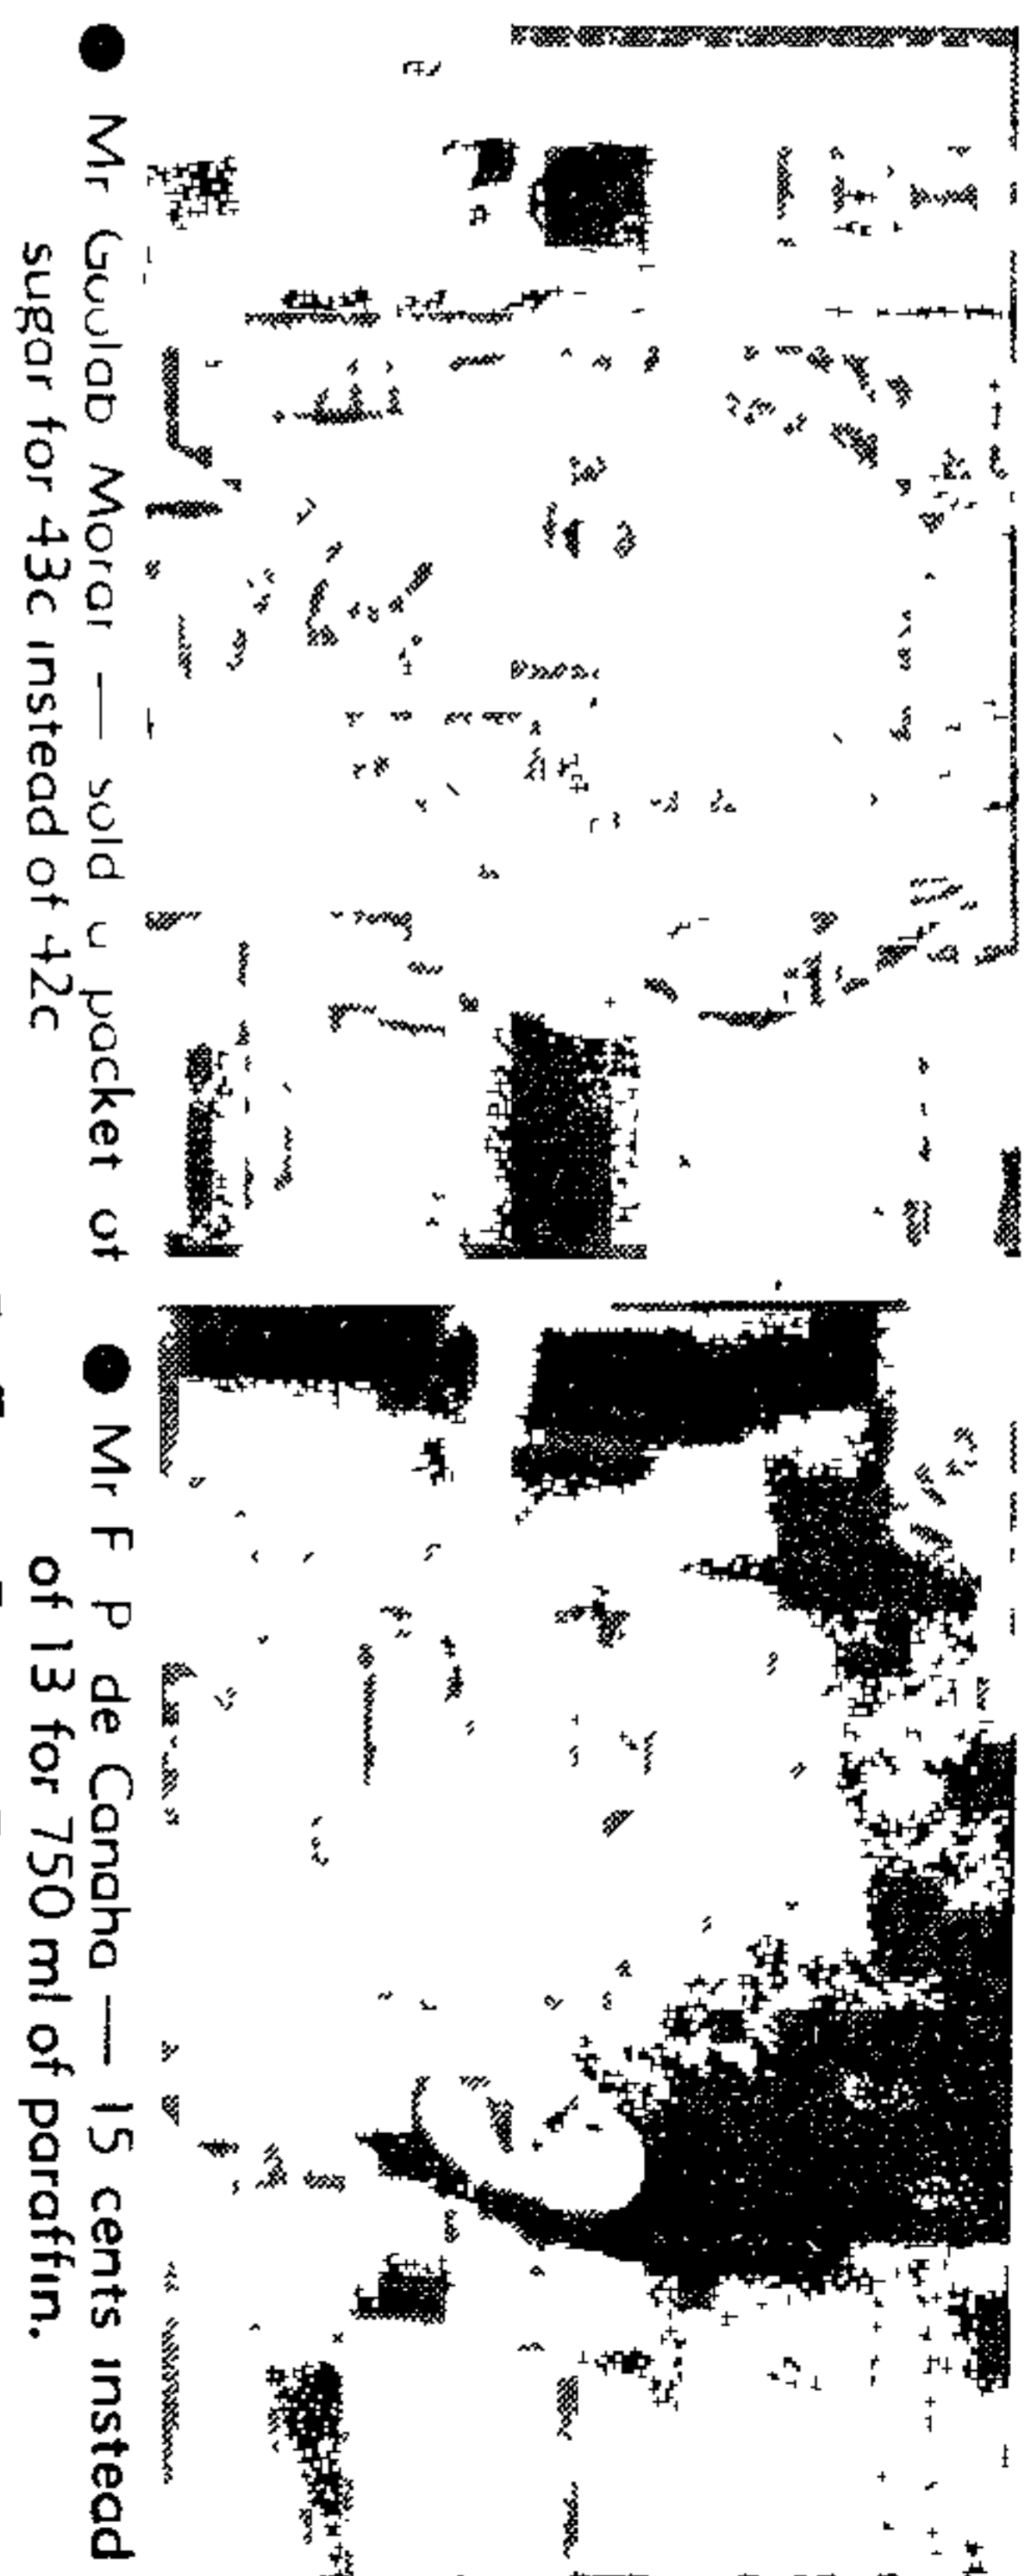 ● Mr Goolab Morar — sold a packet of
sugar for 43c instead of 42c
● Mr F P de Canaha — 15 cents instead
of 13 for 750 ml of paraffin.